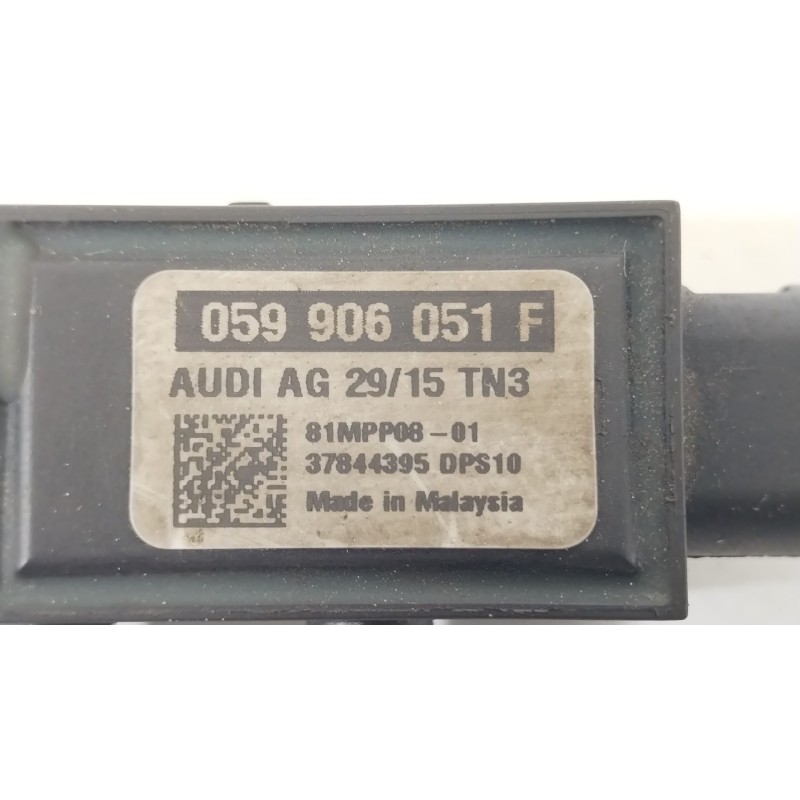 059 906 051 F
AUDI AG 29/15 TN3
81MPP08-01
37844395 DPS10
Made in Malaysia